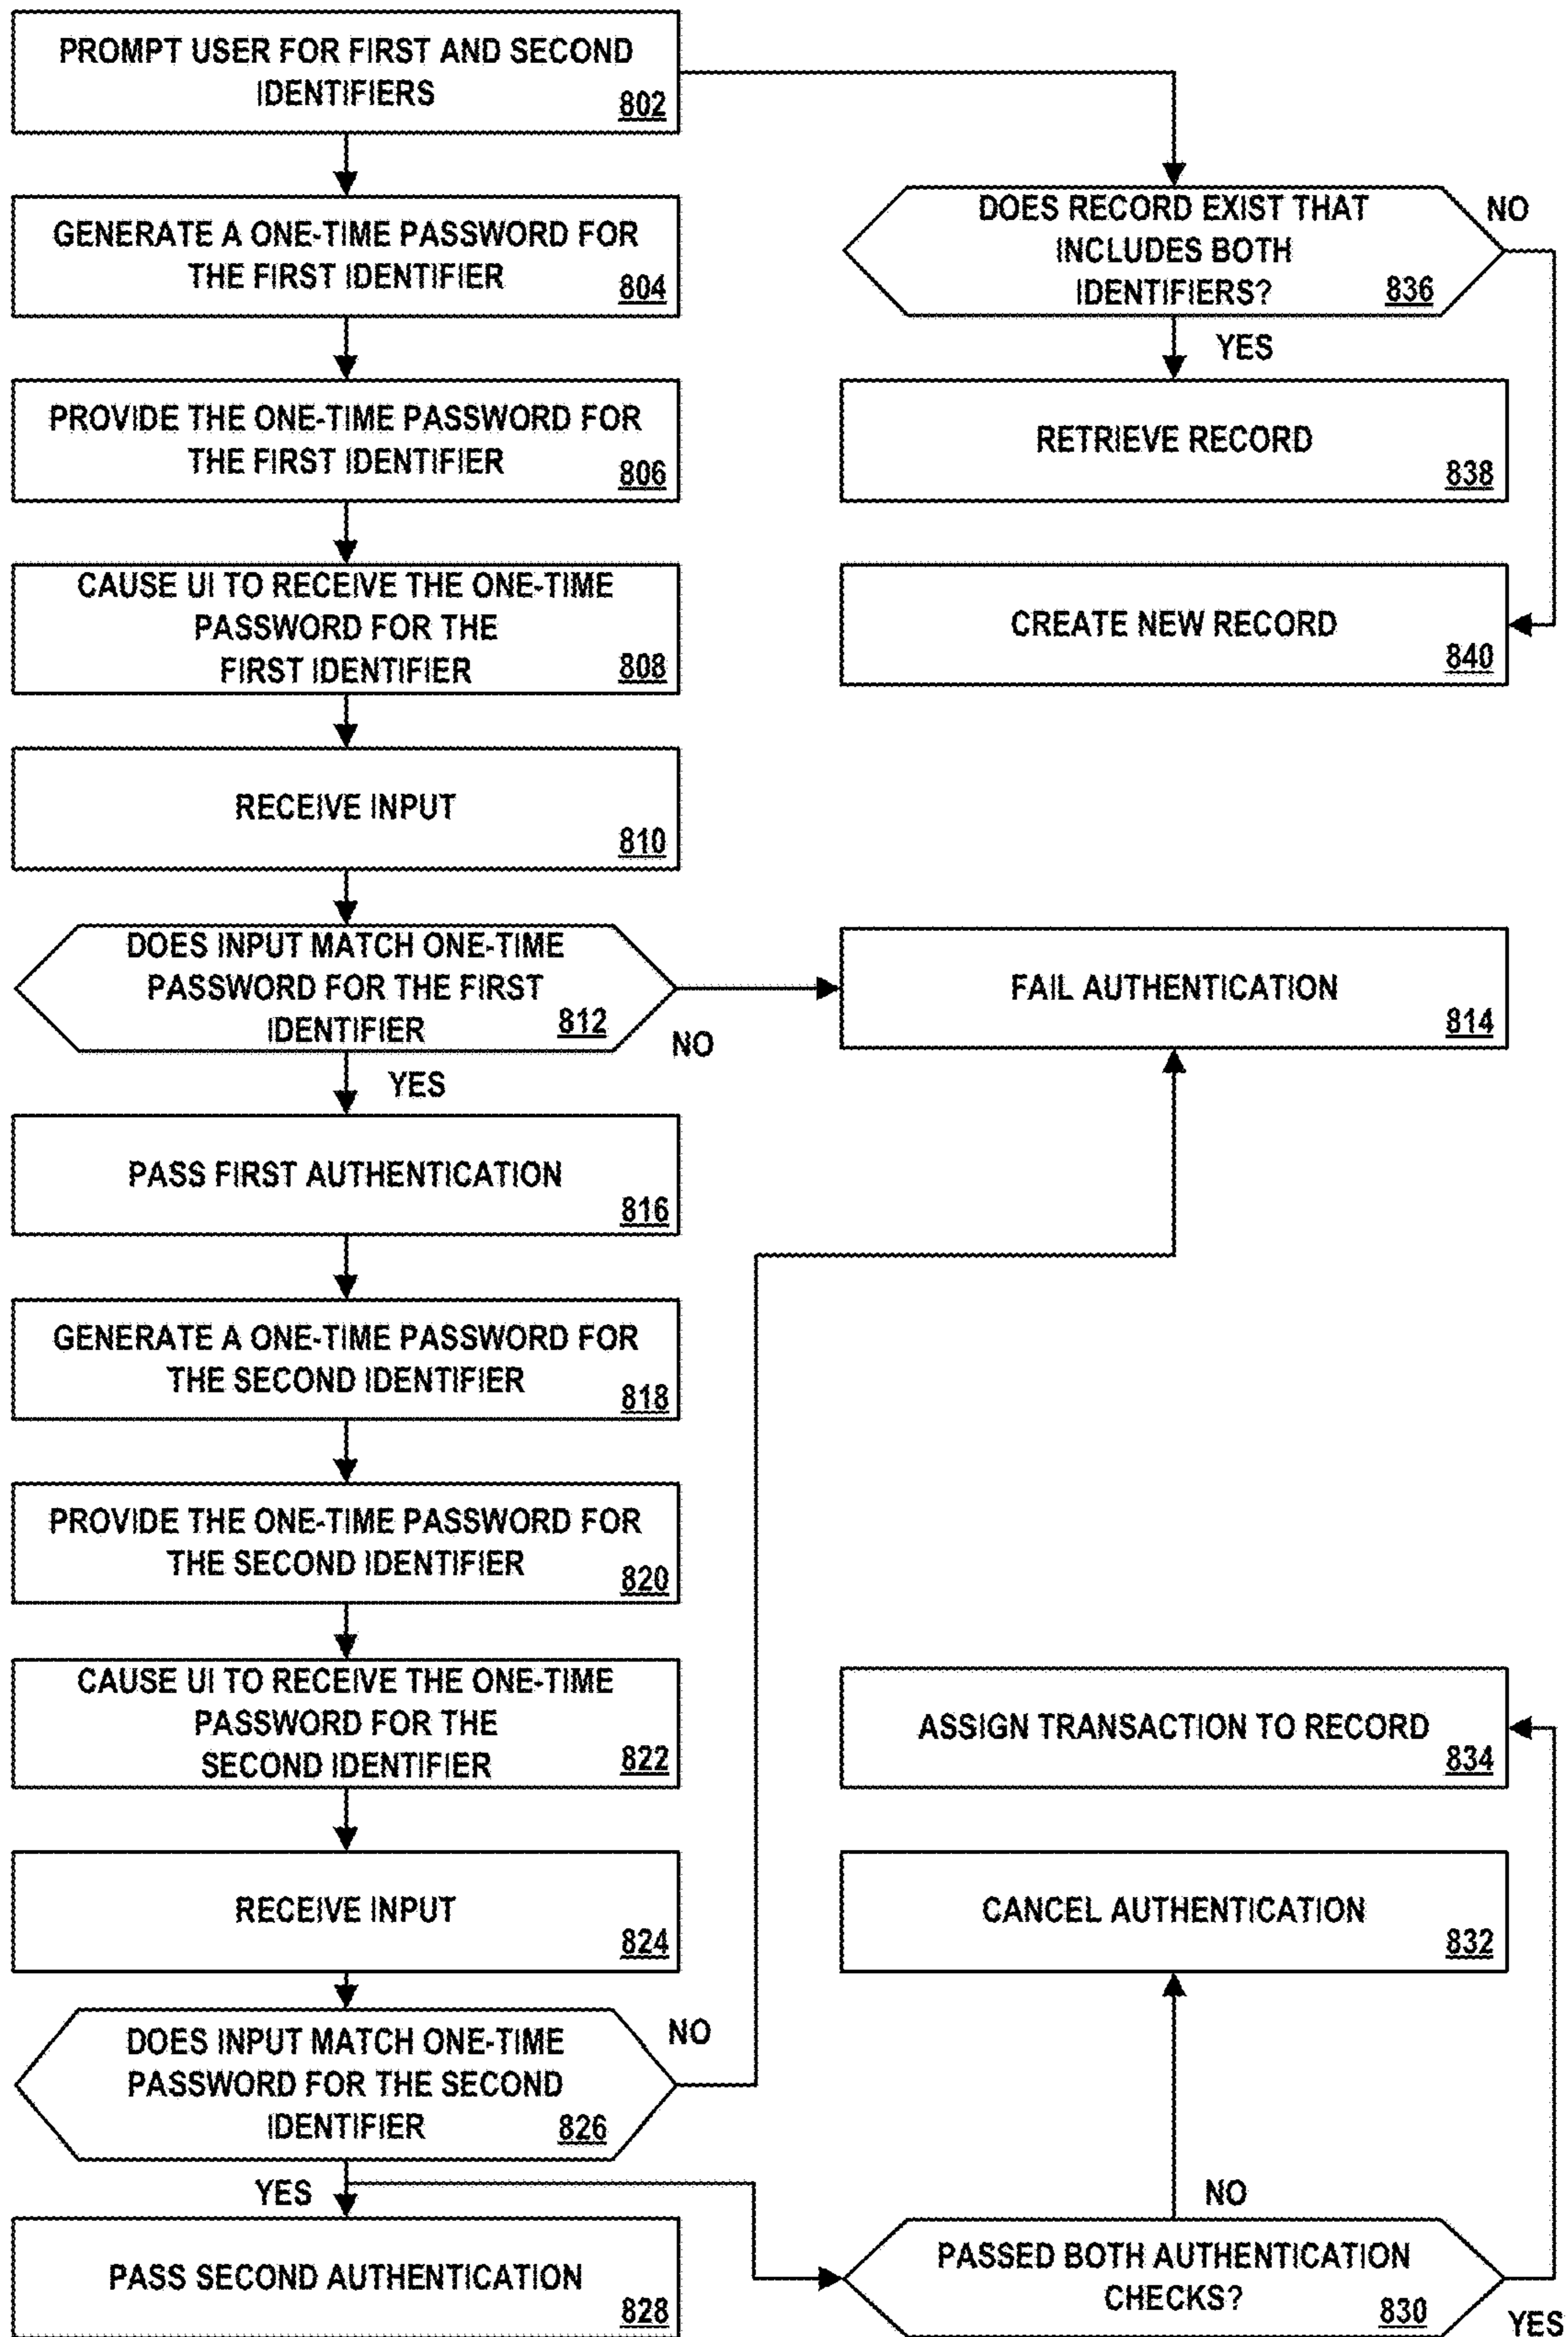 PROMPT USER FOR FIRST AND SECOND
IDENTIFIERS
802
GENERATE A ONE-TIME PASSWORD FOR
THE FIRST IDENTIFIER
804
PROVIDE THE ONE-TIME PASSWORD FOR
THE FIRST IDENTIFIER
806
CAUSE UI TO RECEIVE THE ONE-TIME
PASSWORD FOR THE
FIRST IDENTIFIER
808
RECEIVE INPUT
810
DOES INPUT MATCH ONE-TIME
PASSWORD FOR THE FIRST
IDENTIFIER
812
NO
YES
PASS FIRST AUTHENTICATION
816
GENERATE A ONE-TIME PASSWORD FOR
THE SECOND IDENTIFIER
818
PROVIDE THE ONE-TIME PASSWORD FOR
THE SECOND IDENTIFIER
820
CAUSE UI TO RECEIVE THE ONE-TIME
PASSWORD FOR THE
SECOND IDENTIFIER
822
RECEIVE INPUT
824
DOES INPUT MATCH ONE-TIME
PASSWORD FOR THE SECOND
IDENTIFIER
826
NO
YES
PASS SECOND AUTHENTICATION
828
DOES RECORD EXIST THAT
INCLUDES BOTH
IDENTIFIERS?
836
NO
YES
RETRIEVE RECORD
838
CREATE NEW RECORD
840
FAIL AUTHENTICATION
814
ASSIGN TRANSACTION TO RECORD
834
CANCEL AUTHENTICATION
832
NO
PASSED BOTH AUTHENTICATION
CHECKS?
830
YES